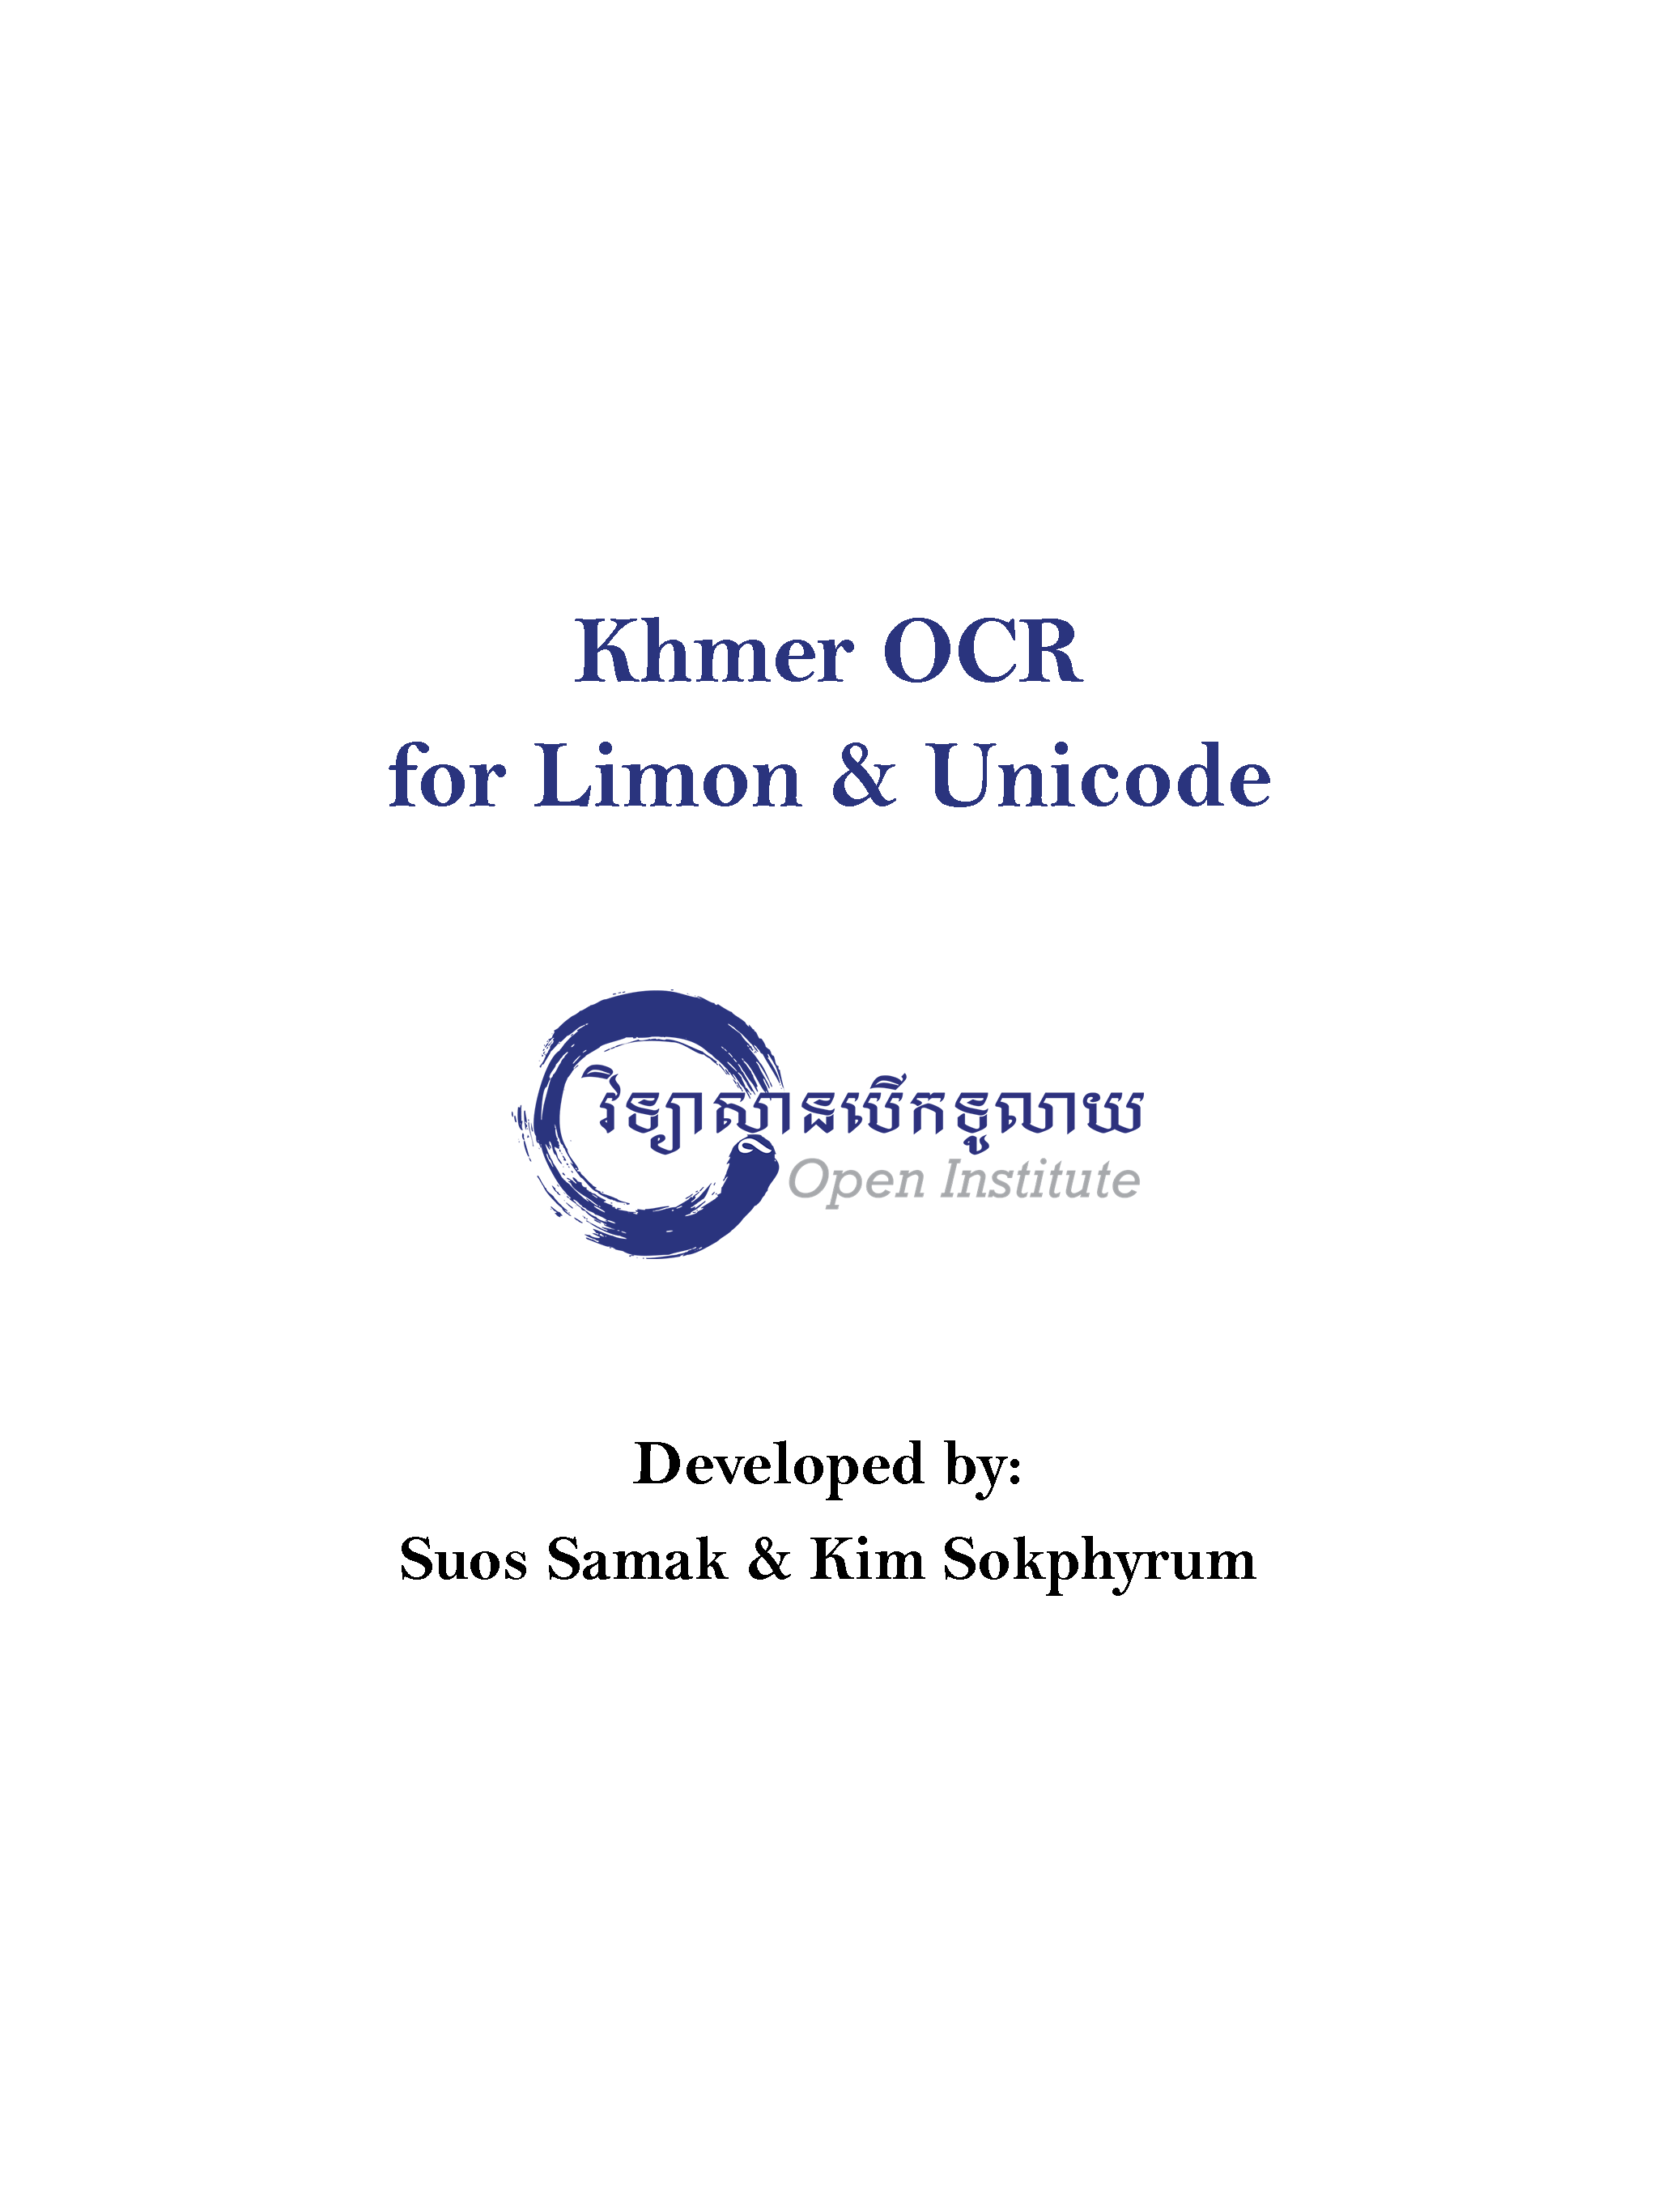 Khmer OCR
for Limon & Unicode
វិទ្យាស្ថានបើកទូលាយ
Open Institute
Developed by:
Suos Samak & Kim Sokphyrum